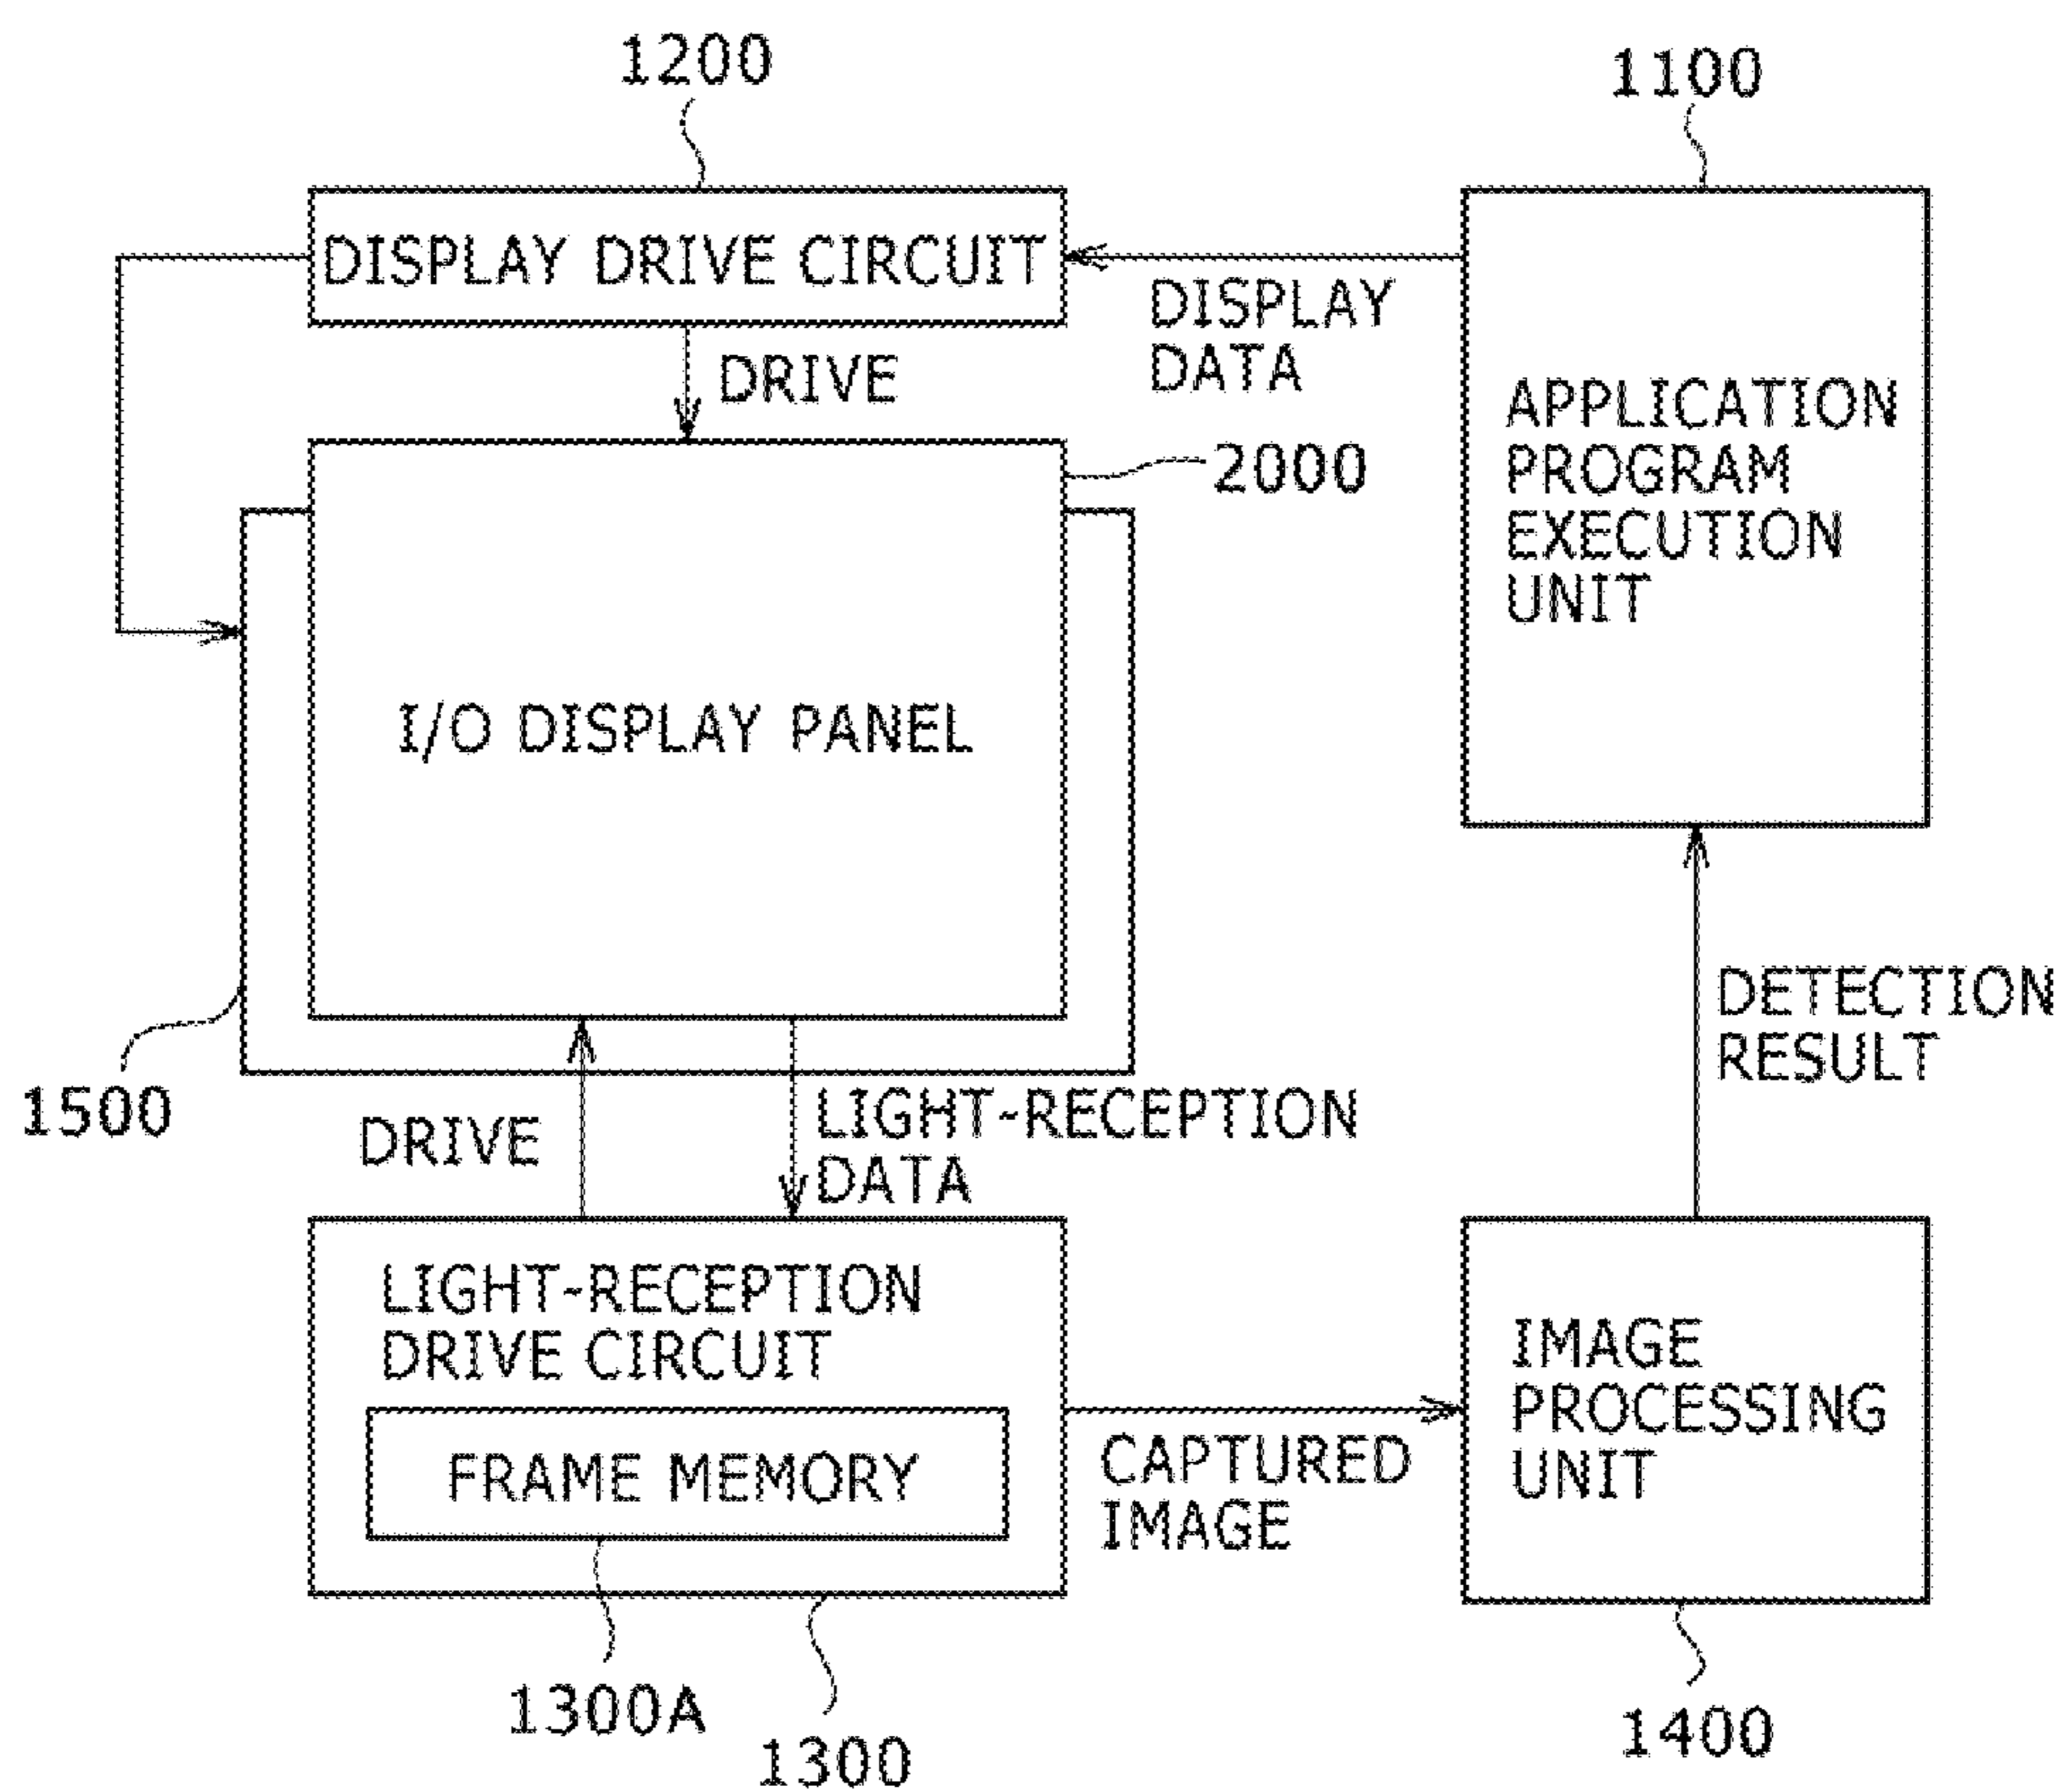 1200
1100
DISPLAY DRIVE CIRCUIT
DISPLAY
DATA
DRIVE
APPLICATION
PROGRAM
EXECUTION
UNIT
2000
I/O DISPLAY PANEL
DETECTION
RESULT
1500
DRIVE
LIGHT-RECEPTION
DATA
LIGHT-RECEPTION
DRIVE CIRCUIT
FRAME MEMORY
CAPTURED
IMAGE
IMAGE
PROCESSING
UNIT
1300A
1300
1400